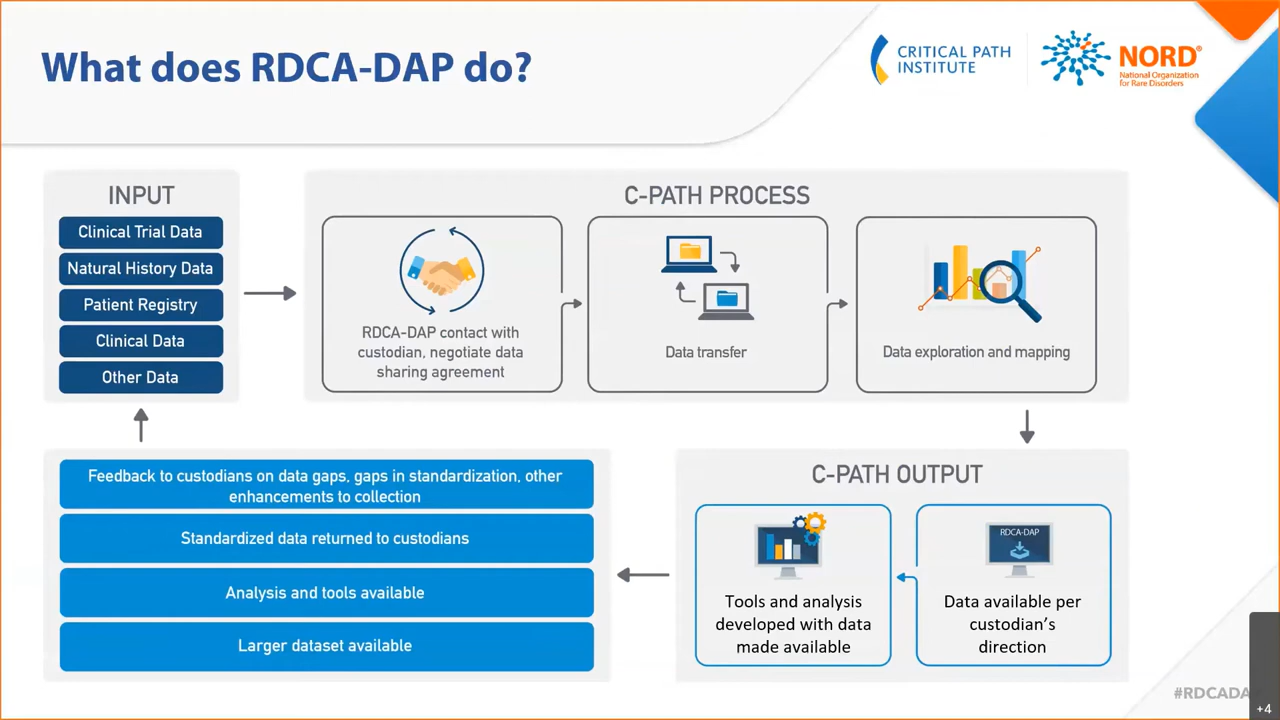 What does RDCA-DAP do?
CRITICAL PATH
INSTITUTE
NORD®
National Organization
for Rare Disorders
INPUT
Clinical Trial Data
Natural History Data
Patient Registry
Clinical Data
Other Data
C-PATH PROCESS
RDCA-DAP contact with
custodian, negotiate data
sharing agreement
Data transfer
Data exploration and mapping
C-PATH OUTPUT
RDCA-DAP
Data available per
custodian's
direction
Tools and analysis
developed with data
made available
Feedback to custodians on data gaps, gaps in standardization, other
enhancements to collection
Standardized data returned to custodians
Analysis and tools available
Larger dataset available
#RDCADA
+4